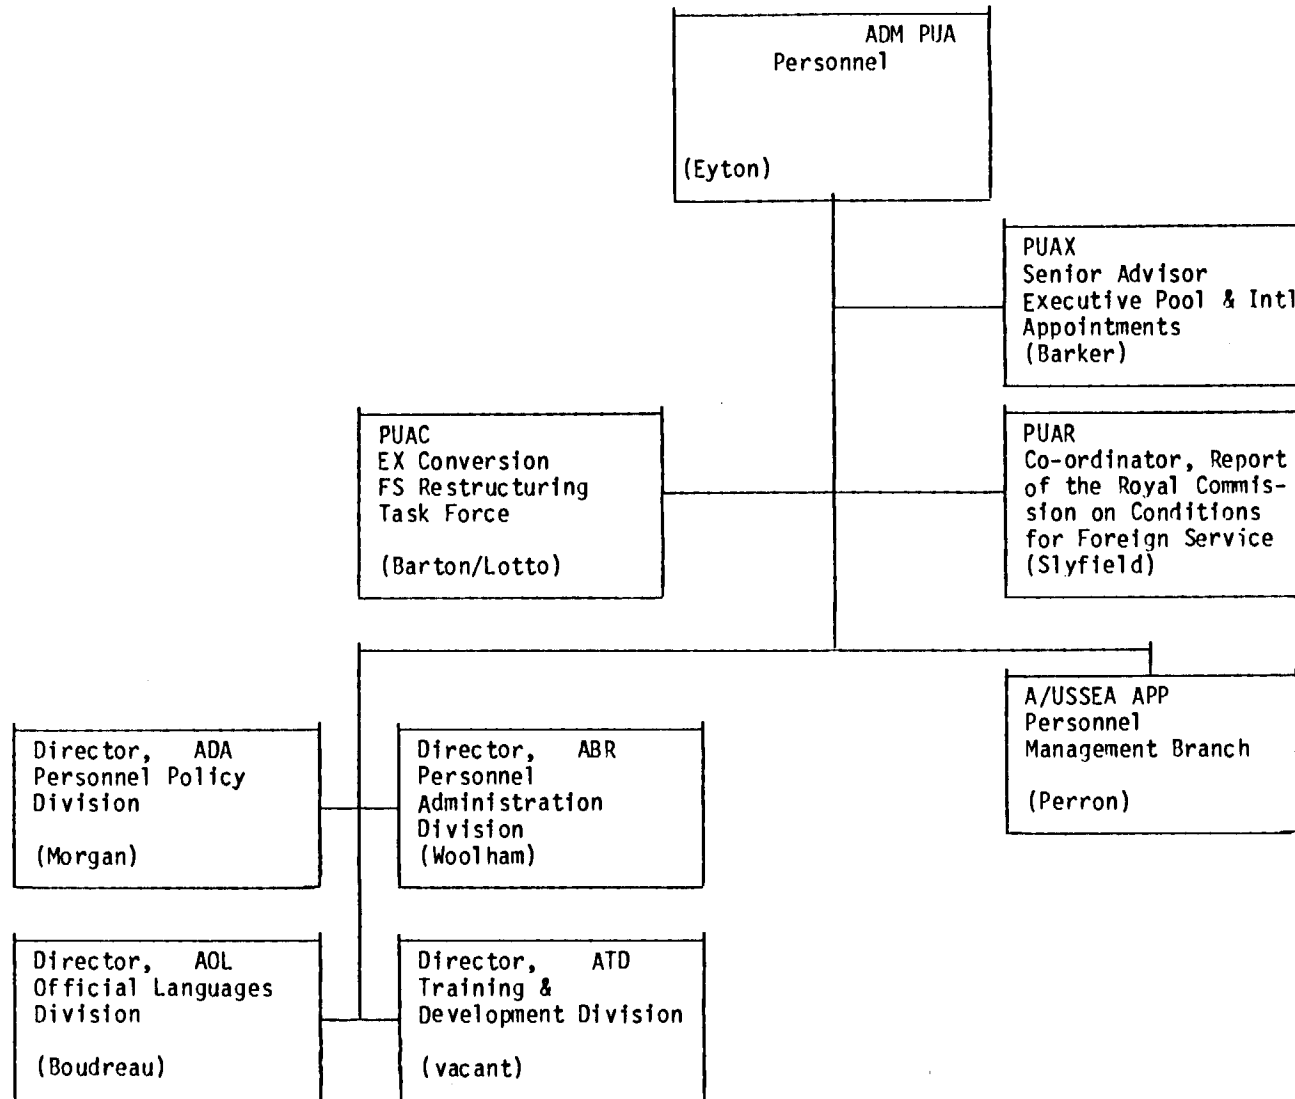 ADM PUA
Personnel
(Eyton)
PUAX
Senior Advisor
Executive Pool & Intl
Appointments
(Barker)
PUAC
EX Conversion
FS Restructuring
Task Force
(Barton/Lotto)
PUAR
Co-ordinator, Report
of the Royal Commis-
sion on Conditions
for Foreign Service
(Slyfield)
A/USSEA APP
Personnel
Management Branch
(Perron)
Director, ADA
Personnel Policy
Division
(Morgan)
Director, ABR
Personnel
Administration
Division
(Woolham)
Director, AOL
Official Languages
Division
(Boudreau)
Director, ATD
Training &
Development Division
(vacant)